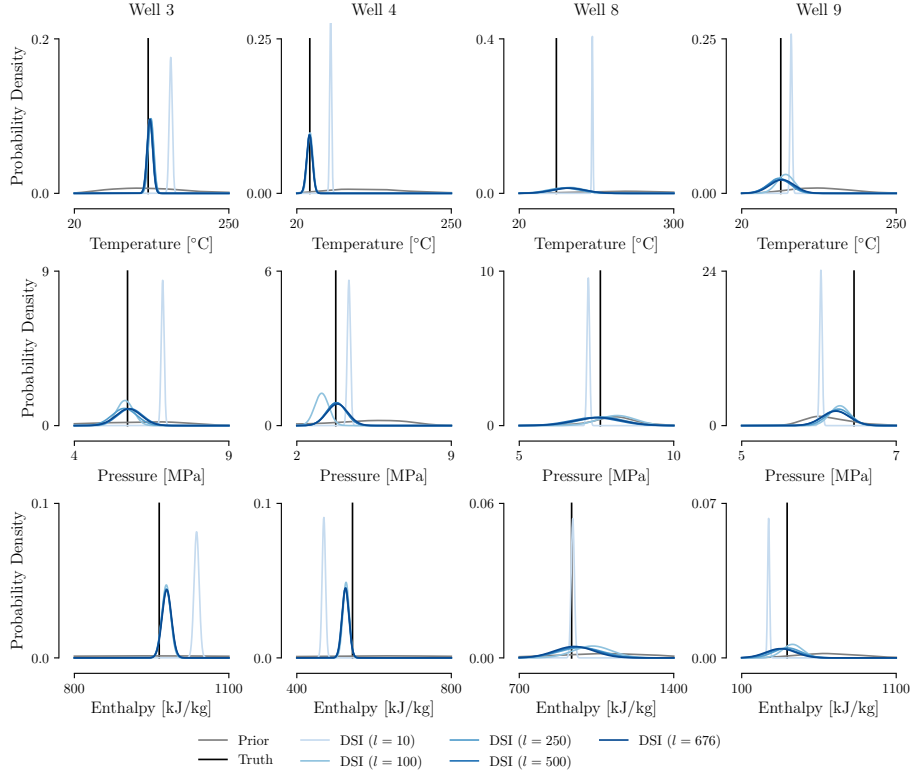 Well 3 Well 4 Well 8 Well 9
Probability Density
0.2 0.25 0.4 0.25
0.0 0.00 0.0 0.00
20 250 20 250 20 300 20 250
Temperature [°C] Temperature [°C] Temperature [°C] Temperature [°C]
Probability Density
9 6 10 24
0 0 0 0
4 9 2 9 5 10 5 7
Pressure [MPa] Pressure [MPa] Pressure [MPa] Pressure [MPa]
Probability Density
0.1 0.1 0.06 0.07
0.0 0.0 0.00 0.00
800 1100 400 800 700 1400 100 1100
Enthalpy [kJ/kg] Enthalpy [kJ/kg] Enthalpy [kJ/kg] Enthalpy [kJ/kg]
Prior DSI (l = 10) DSI (l = 250) DSI (l = 676)
Truth DSI (l = 100) DSI (l = 500)